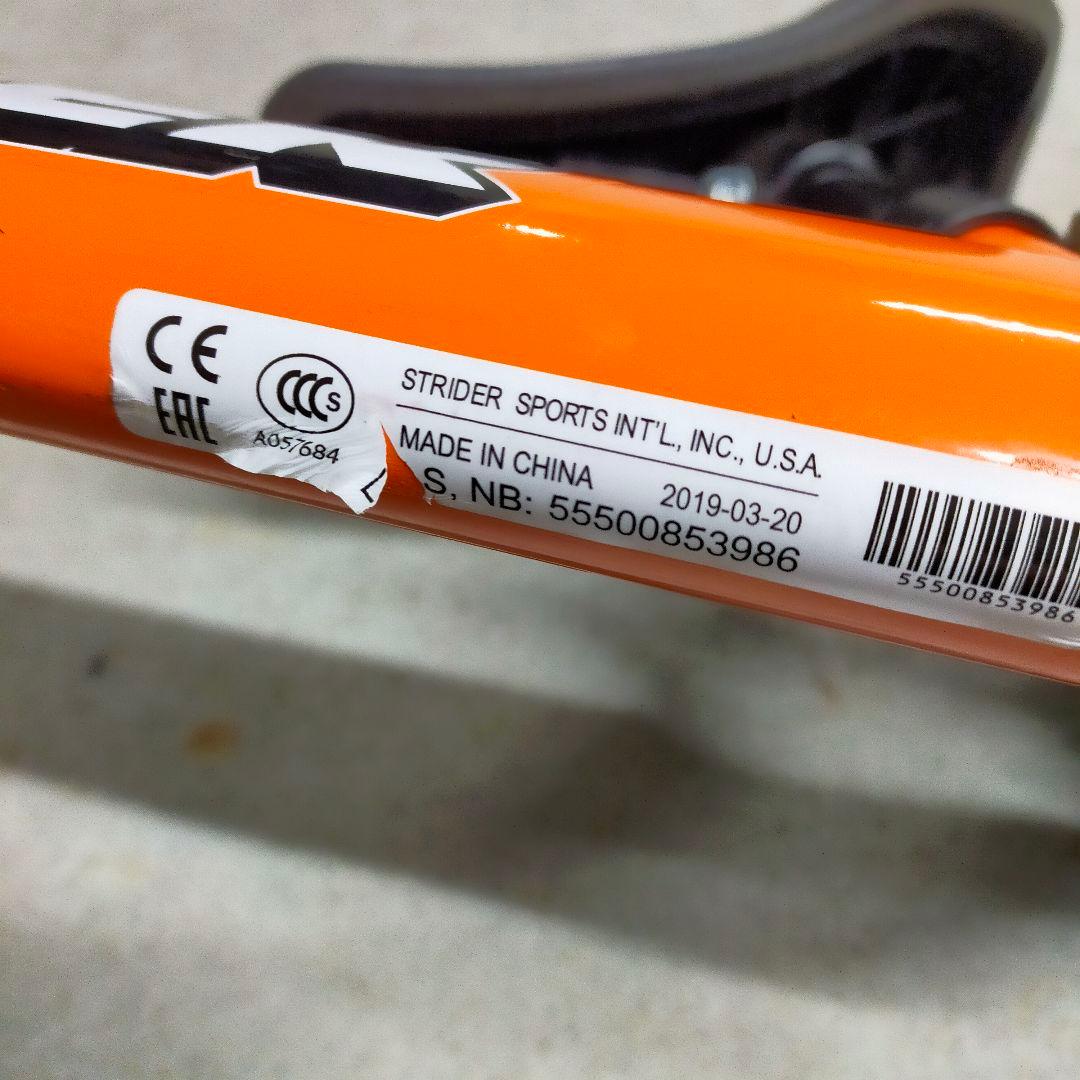 CE
EAC
CCC S
A057684
STRIDER SPORTS INT'L., INC., U.S.A.
MADE IN CHINA 2019-03-20
S, NB: 55500853986
55500853986